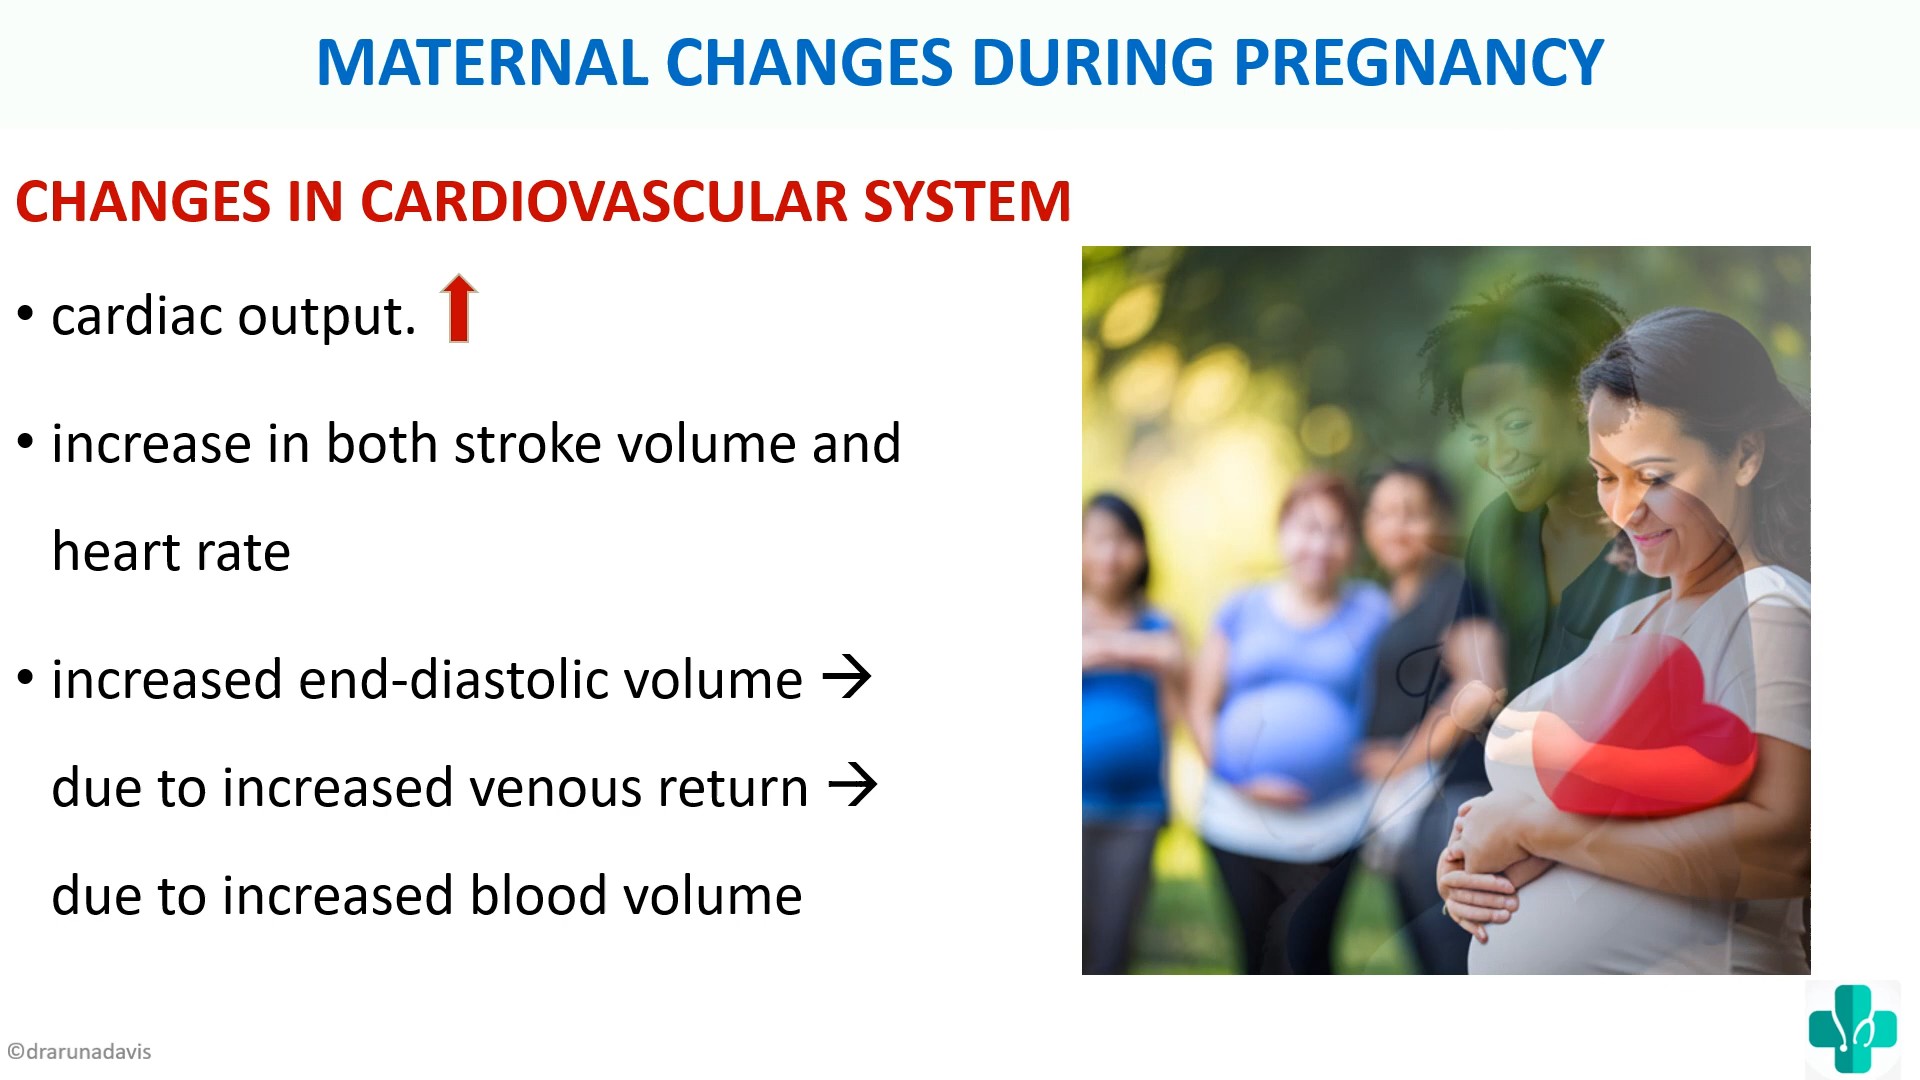 MATERNAL CHANGES DURING PREGNANCY
CHANGES IN CARDIOVASCULAR SYSTEM
• cardiac output.
• increase in both stroke volume and
heart rate
• increased end-diastolic volume →
due to increased venous return →
due to increased blood volume
©drarunadavis